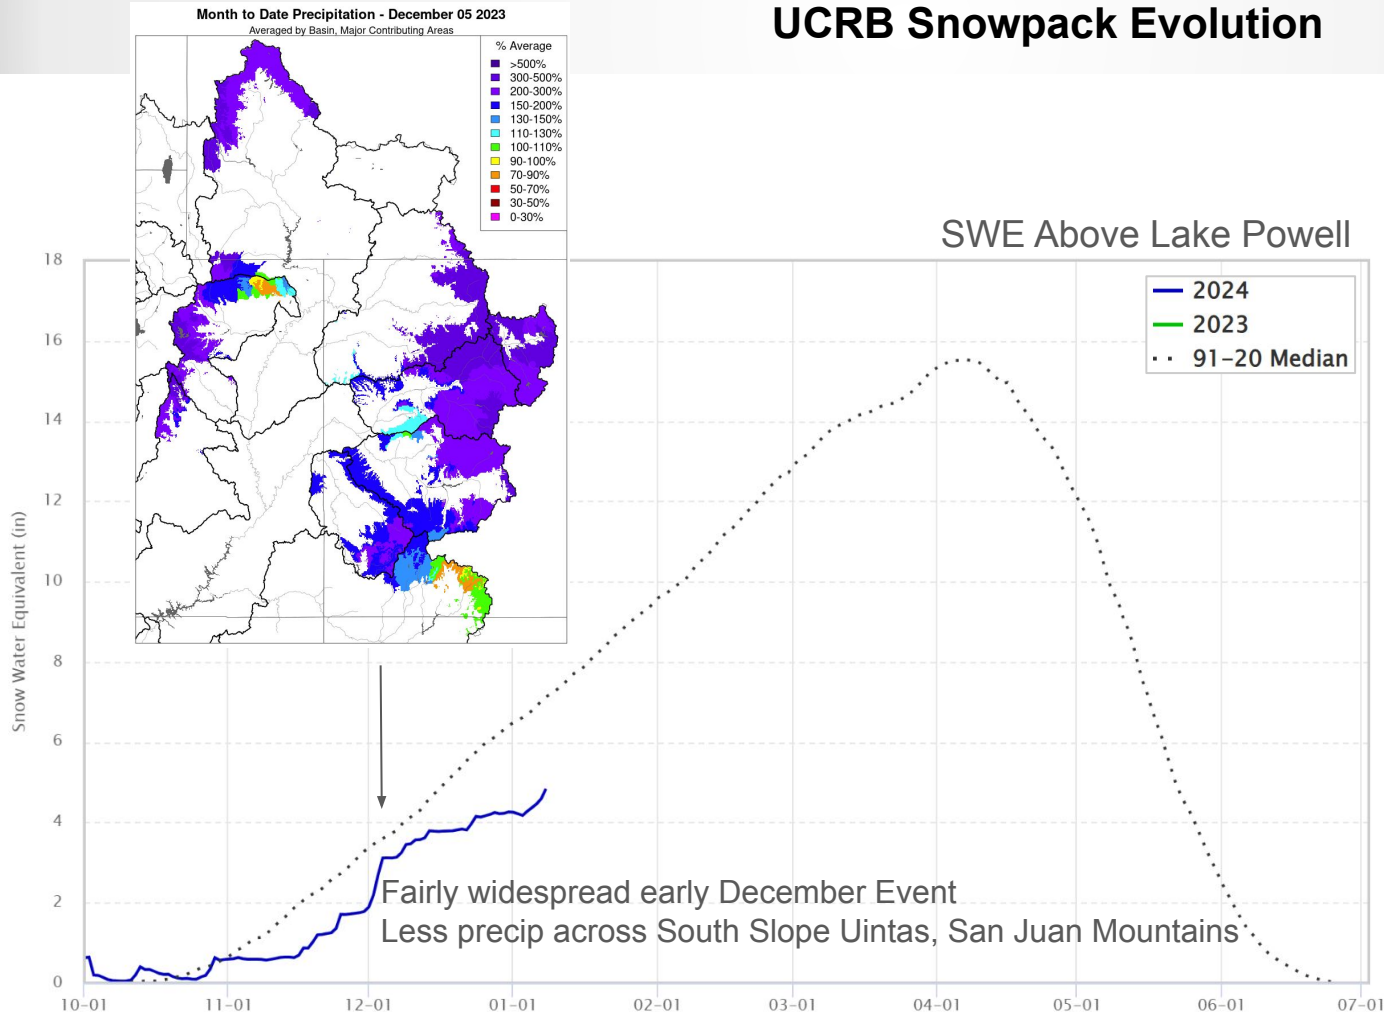 Month to Date Precipitation - December 05 2023
Averaged by Basin, Major Contributing Areas
UCRB Snowpack Evolution
% Average
>500%
300-500%
200-300%
150-200%
130-150%
110-130%
100-110%
90-100%
70-90%
50-70%
30-50%
0-30%
SWE Above Lake Powell
2024
2023
91-20 Median
Snow Water Equivalent (in)
18
16
14
12
10
8
6
4
2
0
Fairly widespread early December Event
Less precip across South Slope Uintas, San Juan Mountains
10-01 11-01 12-01 01-01 02-01 03-01 04-01 05-01 06-01 07-01